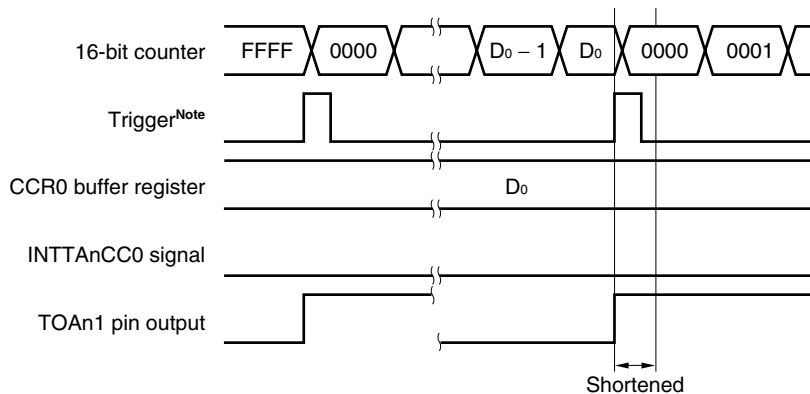 16-bit counter FFFF 0000 D0 − 1 D0 0000 0001
TriggerNote
CCR0 buffer register D0
INTTAnCC0 signal
TOAn1 pin output
Shortened